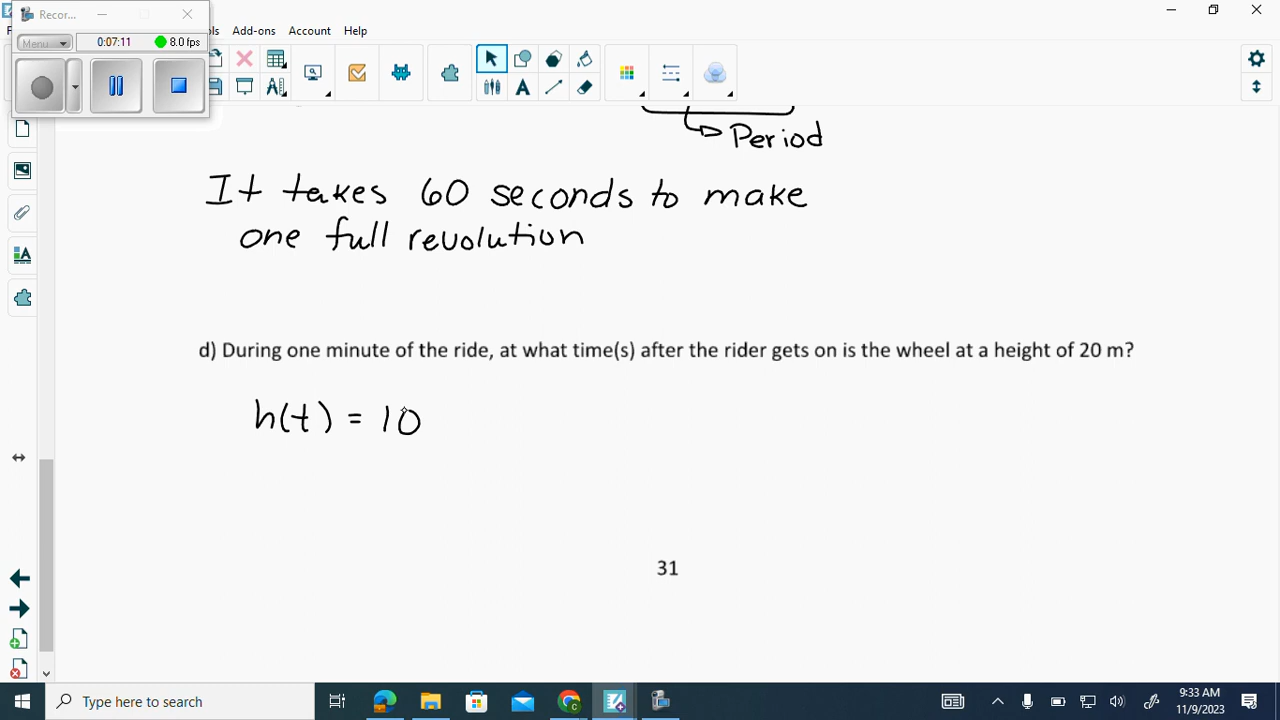 Recor...
Menu
0:07:11
8.0 fps
ls Add-ons Account Help
Period
It takes 60 seconds to make
one full revolution
d) During one minute of the ride, at what time(s) after the rider gets on is the wheel at a height of 20 m?
h(t) = 10
31
Type here to search
9:33 AM
11/9/2023